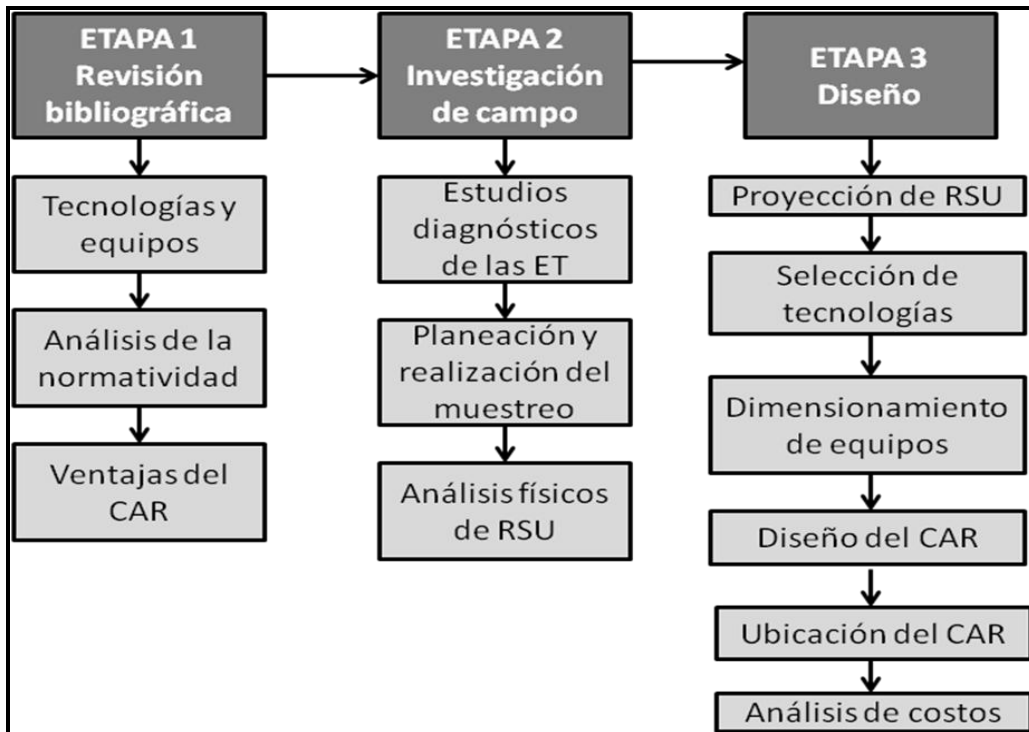 ETAPA 1
Revisión
bibliográfica
Tecnologías y
equipos
Análisis de la
normatividad
Ventajas del
CAR
ETAPA 2
Investigación
de campo
Estudios
diagnósticos
de las ET
Planeación y
realización del
muestreo
Análisis físicos
de RSU
ETAPA 3
Diseño
Proyección de RSU
Selección de
tecnologías
Dimensionamiento
de equipos
Diseño del CAR
Ubicación del CAR
Análisis de costos